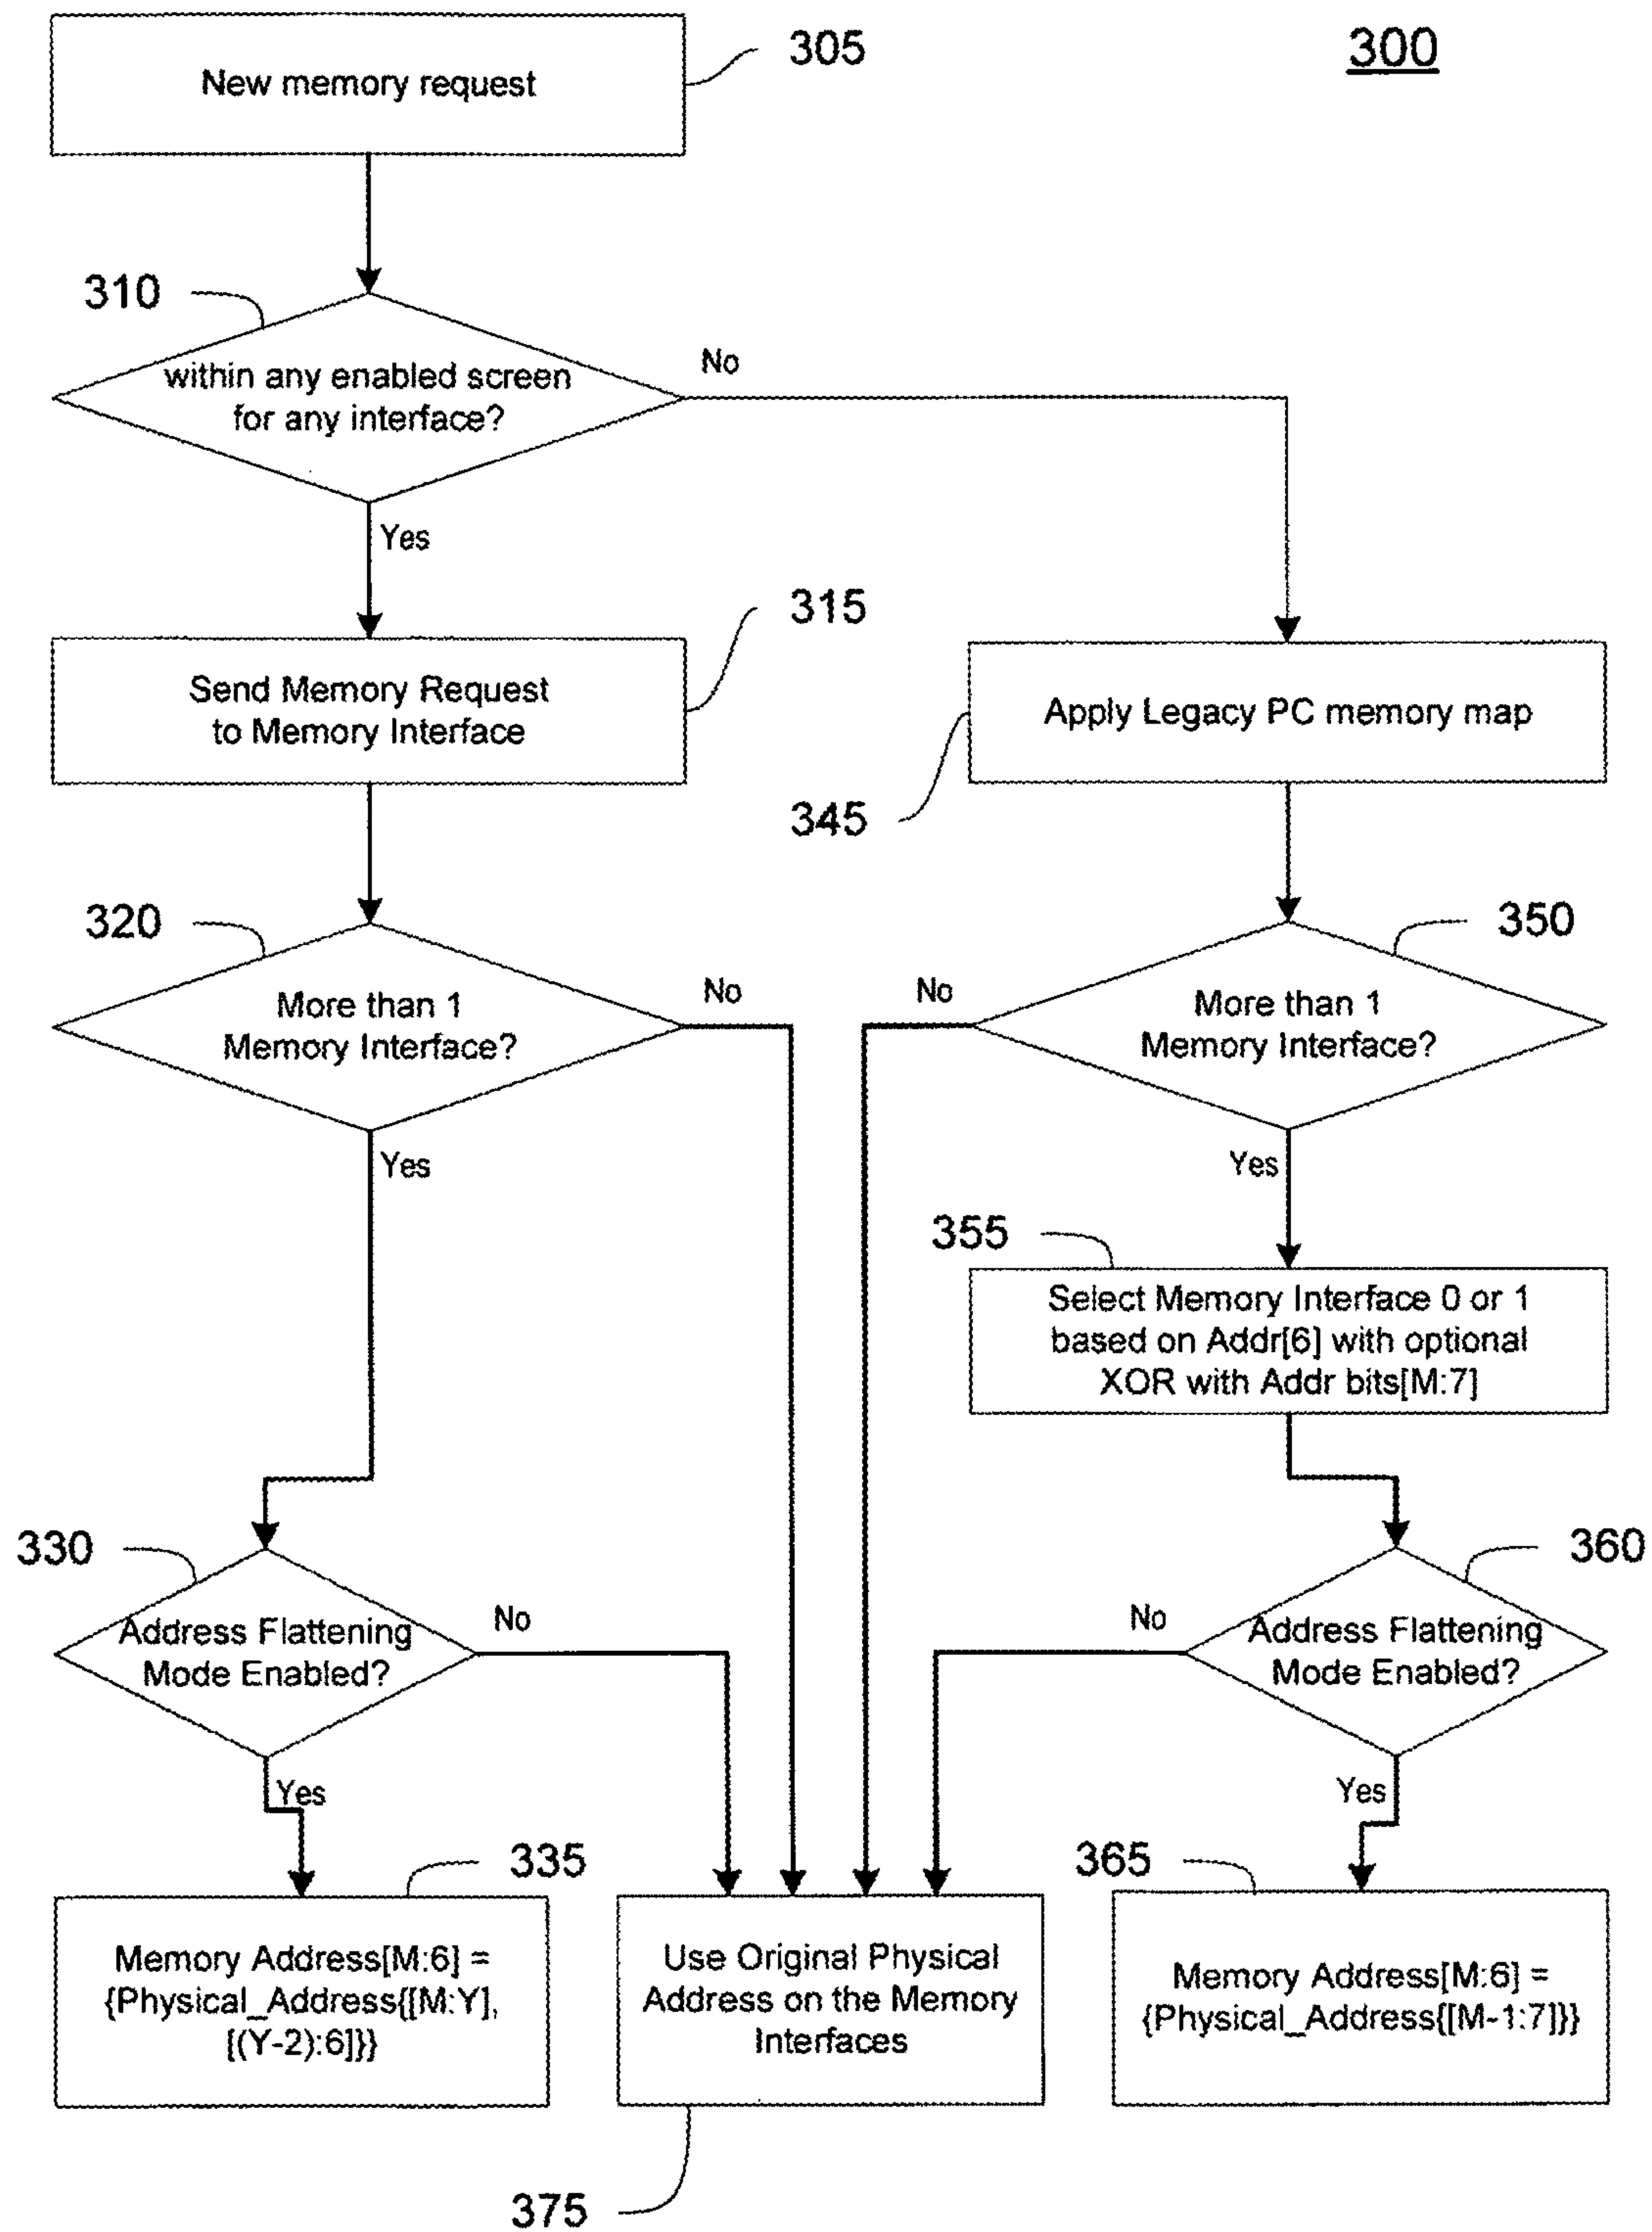 300
305
New memory request
310
within any enabled screen
for any interface?
No
Yes
315
Send Memory Request
to Memory Interface
Apply Legacy PC memory map
345
320
More than 1
Memory Interface?
No
Yes
350
More than 1
Memory Interface?
No
Yes
355
Select Memory Interface 0 or 1
based on Addr[6] with optional
XOR with Addr bits[M:7]
330
Address Flattening
Mode Enabled?
No
Yes
360
Address Flattening
Mode Enabled?
No
Yes
335
Memory Address[M:6] =
{Physical_Address{[M:Y],
[(Y-2):6]}}
Use Original Physical
Address on the Memory
Interfaces
375
365
Memory Address[M:6] =
{Physical_Address{[M-1:7]}}